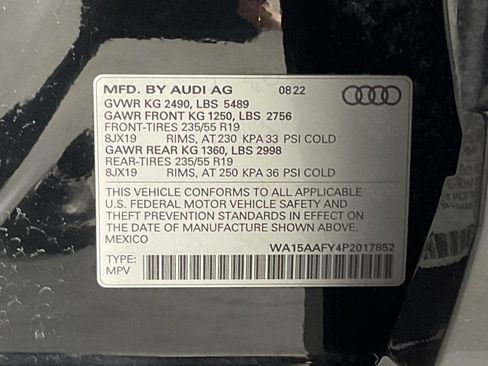 MFD. BY AUDI AG 08 22
GVWR KG 2490, LBS 5489
GAWR FRONT KG 1250, LBS 2756
FRONT-TIRES 235/55 R19
8JX19 RIMS, AT 230 KPA 33 PSI COLD
GAWR REAR KG 1360, LBS 2998
REAR-TIRES 235/55 R19
8JX19 RIMS, AT 250 KPA 36 PSI COLD
THIS VEHICLE CONFORMS TO ALL APPLICABLE
U.S. FEDERAL MOTOR VEHICLE SAFETY AND
THEFT PREVENTION STANDARDS IN EFFECT ON
THE DATE OF MANUFACTURE SHOWN ABOVE.
MEXICO
WA15AAFY4P2017852
TYPE:
MPV